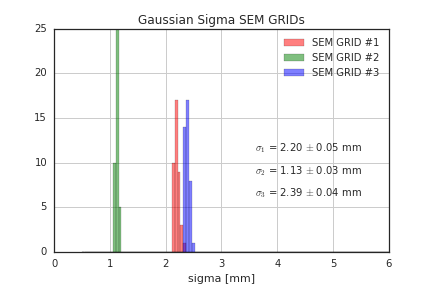 Gaussian Sigma SEM GRIDs
25
20
15
10
5
0
SEM GRID #1
SEM GRID #2
SEM GRID #3
σ₁ = 2.20 ± 0.05 mm
σ₂ = 1.13 ± 0.03 mm
σ₃ = 2.39 ± 0.04 mm
0 1 2 3 4 5 6
sigma [mm]